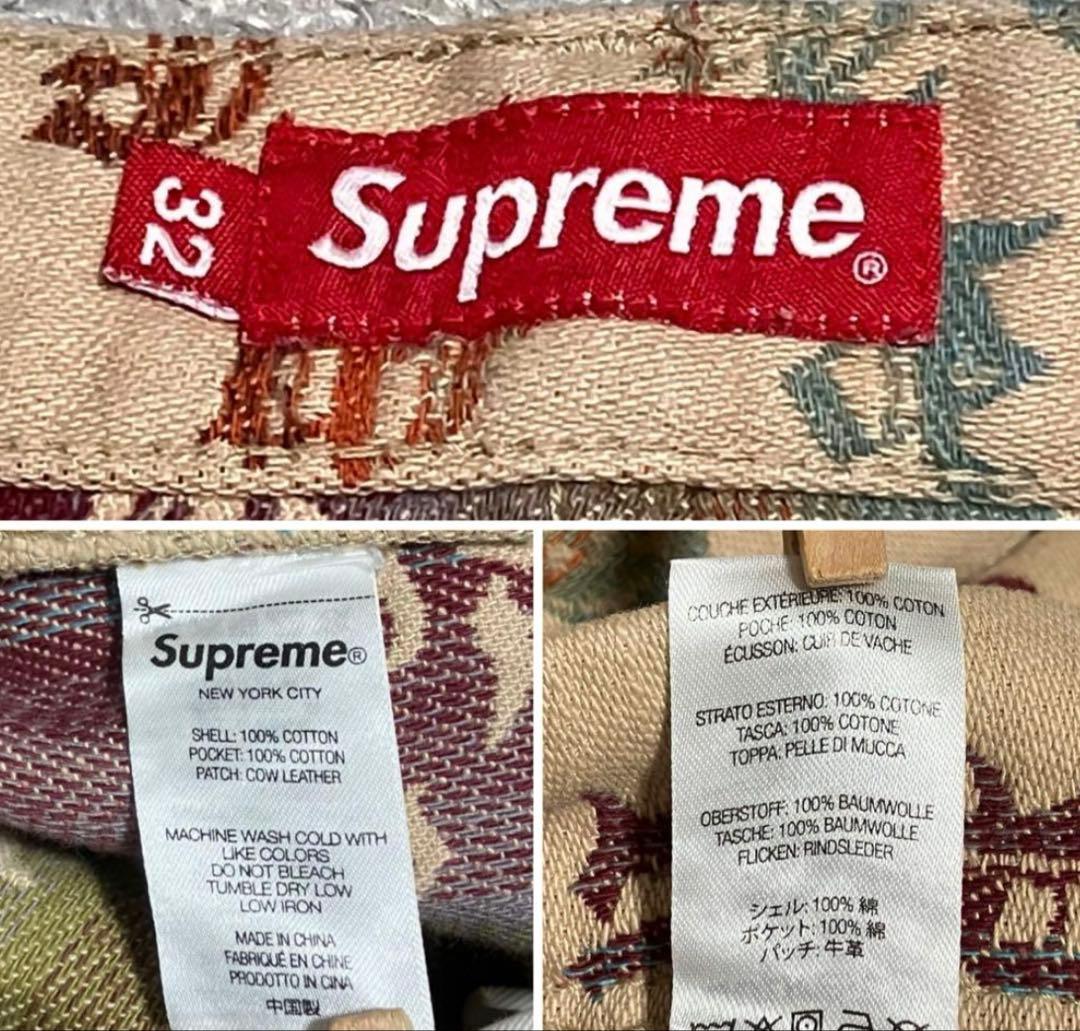 32
Supreme®
Supreme®
NEW YORK CITY
SHELL: 100% COTTON
POCKET: 100% COTTON
PATCH: COW LEATHER
MACHINE WASH COLD WITH
LIKE COLORS
DO NOT BLEACH
TUMBLE DRY LOW
LOW IRON
MADE IN CHINA
FABRIQUÉ EN CHINE
PRODOTTO IN CINA
中国製
COUCHE EXTÉRIEURE: 100% COTON
POCHE: 100% COTON
ÉCUSSON: CUIR DE VACHE
STRATO ESTERNO: 100% COTONE
TASCA: 100% COTONE
TOPPA: PELLE DI MUCCA
OBERSTOFF: 100% BAUMWOLLE
TASCHE: 100% BAUMWOLLE
FLICKEN: RINDSLEDER
シェル: 100% 綿
ポケット: 100% 綿
パッチ: 牛革